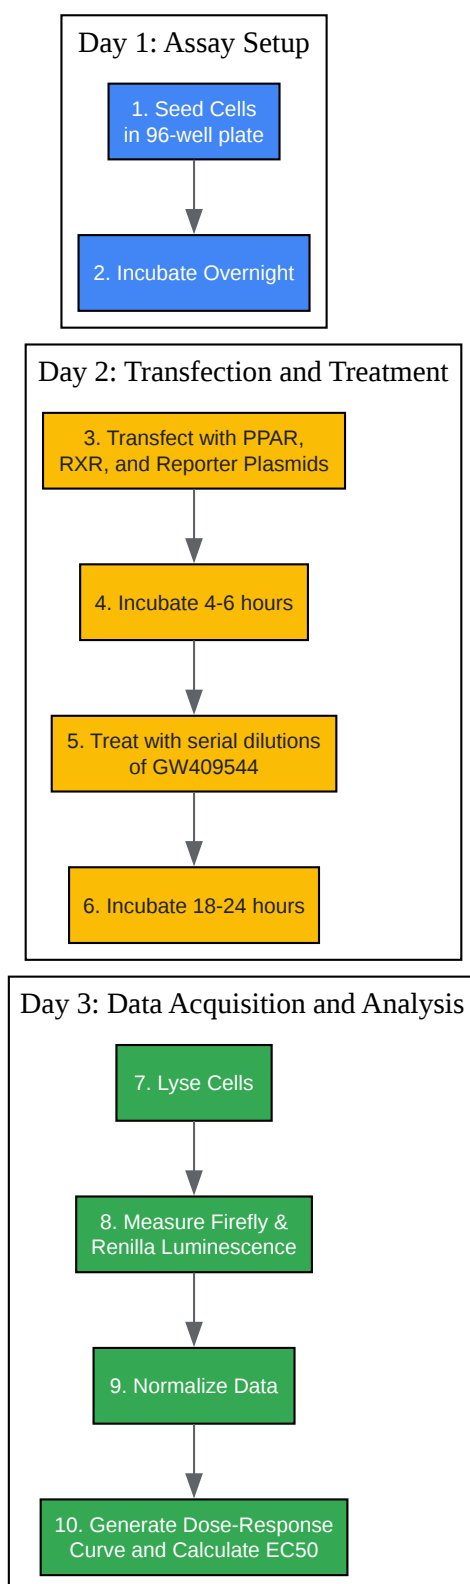 Day 1: Assay Setup
1. Seed Cells
in 96-well plate
2. Incubate Overnight
Day 2: Transfection and Treatment
3. Transfect with PPAR,
RXR, and Reporter Plasmids
4. Incubate 4-6 hours
5. Treat with serial dilutions
of GW409544
6. Incubate 18-24 hours
Day 3: Data Acquisition and Analysis
7. Lyse Cells
8. Measure Firefly &
Renilla Luminescence
9. Normalize Data
10. Generate Dose-Response
Curve and Calculate EC50